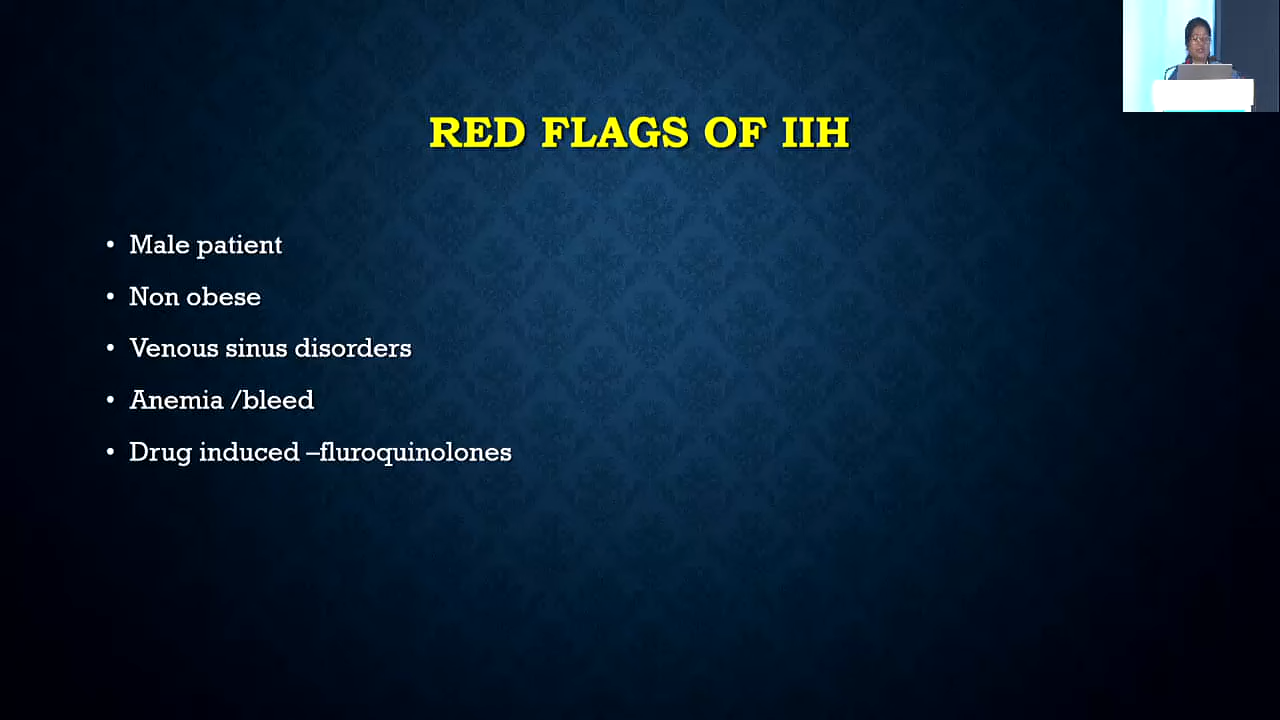 RED FLAGS OF IIH
• Male patient
• Non obese
• Venous sinus disorders
• Anemia /bleed
• Drug induced –fluroquinolones